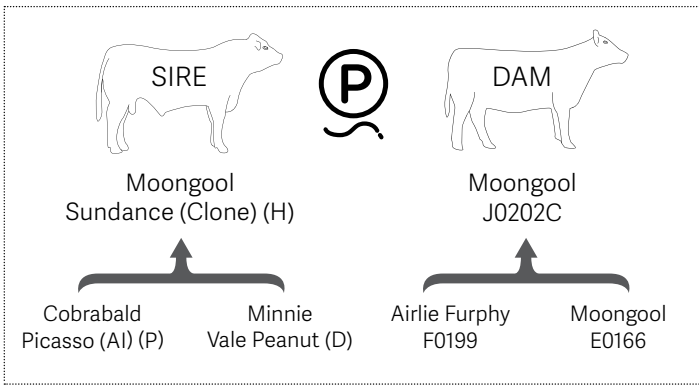 SIRE
P
DAM
Moongool
Sundance (Clone) (H)
Moongool
J0202C
Cobrabald
Picasso (AI) (P)
Minnie
Vale Peanut (D)
Airlie Furphy
F0199
Moongool
E0166